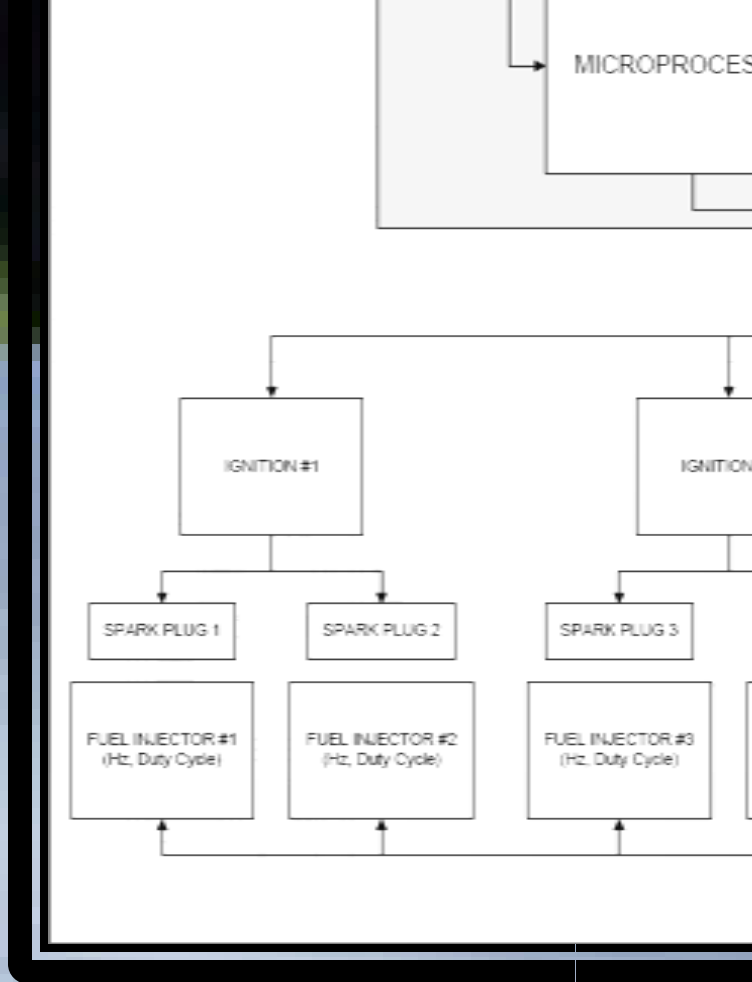 MICROPROCES
IGNITION #1
IGNITION
SPARK PLUG 1
SPARK PLUG 2
SPARK PLUG 3
FUEL INJECTOR #1
(Hz, Duty Cycle)
FUEL INJECTOR #2
(Hz, Duty Cycle)
FUEL INJECTOR #3
(Hz, Duty Cycle)